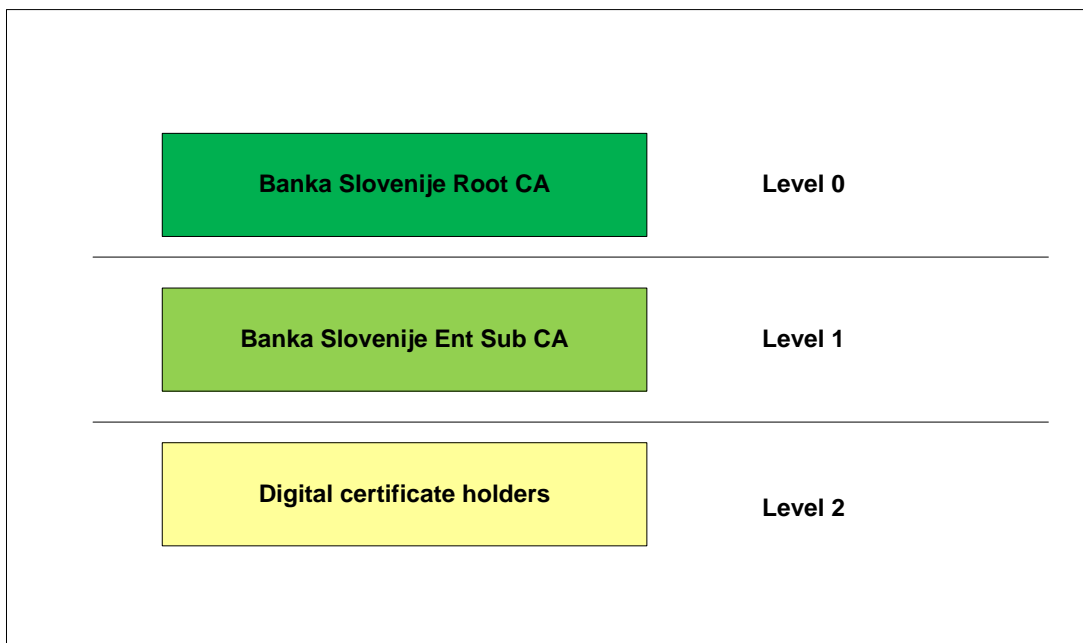 Banka Slovenije Root CA
Level 0
Banka Slovenije Ent Sub CA
Level 1
Digital certificate holders
Level 2